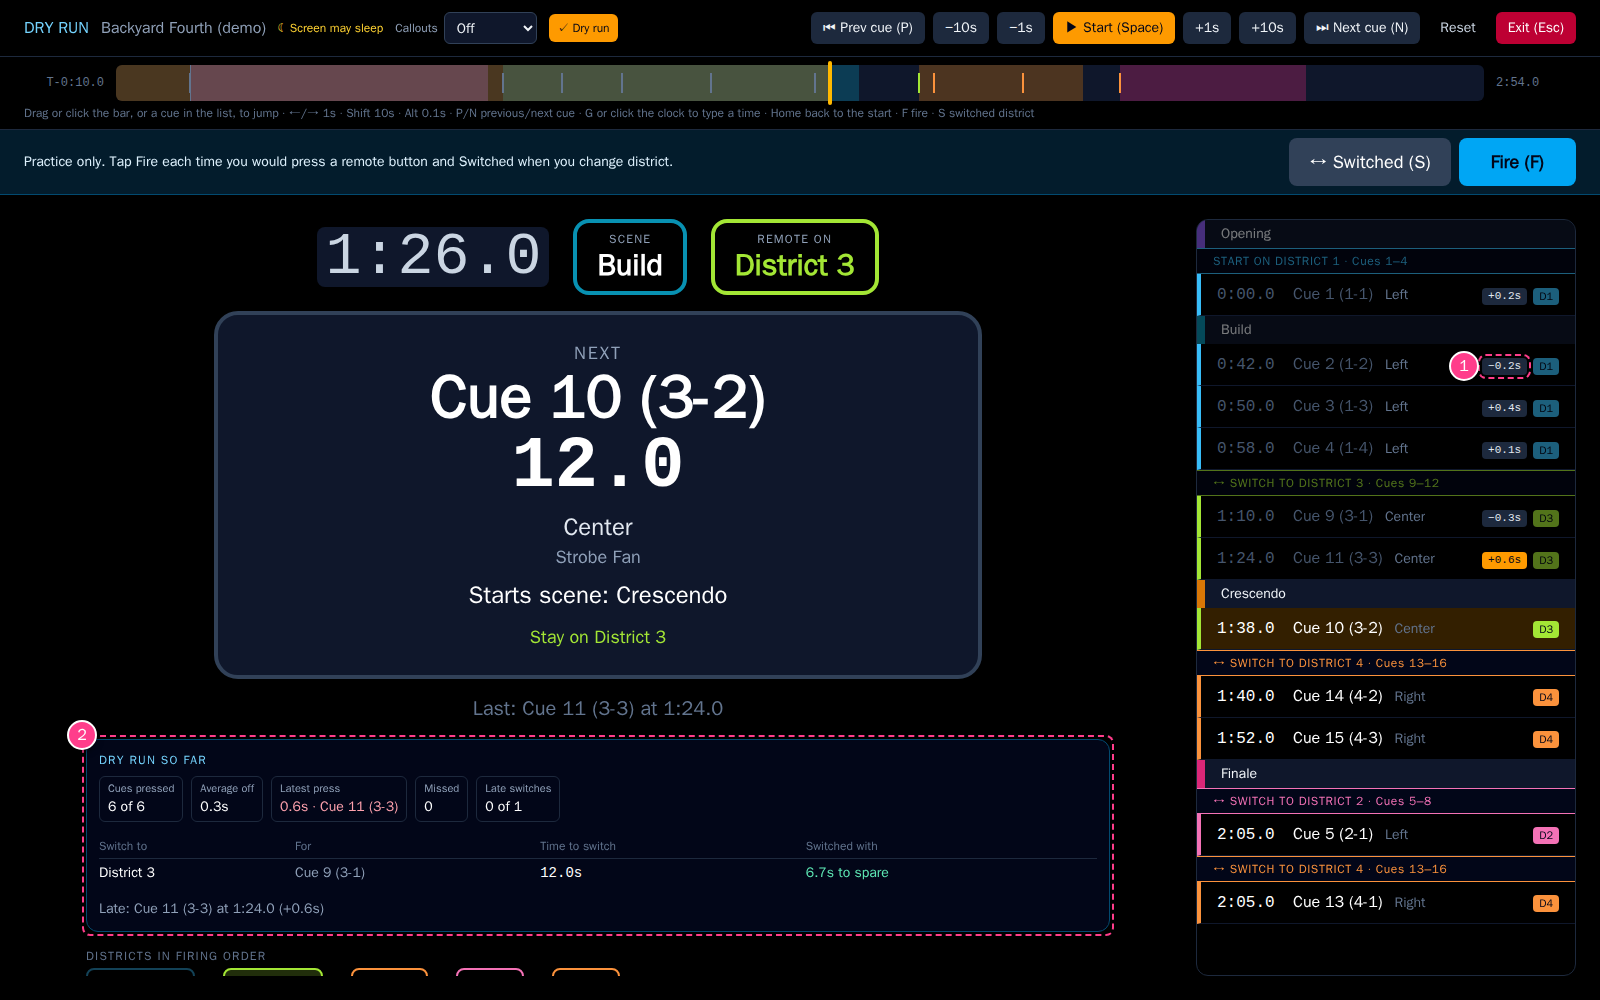 DRY RUN Backyard Fourth (demo) ☾ Screen may sleep Callouts Off ✓ Dry run ⏮ Prev cue (P) −10s −1s ▶ Start (Space) +1s +10s ⏭ Next cue (N) Reset Exit (Esc)
T-0:10.0 2:54.0
Drag or click the bar, or a cue in the list, to jump · ←/→ 1s · Shift 10s · Alt 0.1s · P/N previous/next cue · G or click the clock to type a time · Home back to the start · F fire · S switched district
Practice only. Tap Fire each time you would press a remote button and Switched when you change district.
↔ Switched (S) Fire (F)
1:26.0
SCENE
Build
REMOTE ON
District 3
NEXT
Cue 10 (3-2)
12.0
Center
Strobe Fan
Starts scene: Crescendo
Stay on District 3
Last: Cue 11 (3-3) at 1:24.0
2
DRY RUN SO FAR
Cues pressed Average off Latest press Missed Late switches
6 of 6 0.3s 0.6s · Cue 11 (3-3) 0 0 of 1
Switch to For Time to switch Switched with
District 3 Cue 9 (3-1) 12.0s 6.7s to spare
Late: Cue 11 (3-3) at 1:24.0 (+0.6s)
DISTRICTS IN FIRING ORDER
Opening
START ON DISTRICT 1 · Cues 1–4
0:00.0 Cue 1 (1-1) Left +0.2s D1
Build
0:42.0 Cue 2 (1-2) Left 1 −0.2s D1
0:50.0 Cue 3 (1-3) Left +0.4s D1
0:58.0 Cue 4 (1-4) Left +0.1s D1
↔ SWITCH TO DISTRICT 3 · Cues 9–12
1:10.0 Cue 9 (3-1) Center −0.3s D3
1:24.0 Cue 11 (3-3) Center +0.6s D3
Crescendo
1:38.0 Cue 10 (3-2) Center D3
↔ SWITCH TO DISTRICT 4 · Cues 13–16
1:40.0 Cue 14 (4-2) Right D4
1:52.0 Cue 15 (4-3) Right D4
Finale
↔ SWITCH TO DISTRICT 2 · Cues 5–8
2:05.0 Cue 5 (2-1) Left D2
↔ SWITCH TO DISTRICT 4 · Cues 13–16
2:05.0 Cue 13 (4-1) Right D4